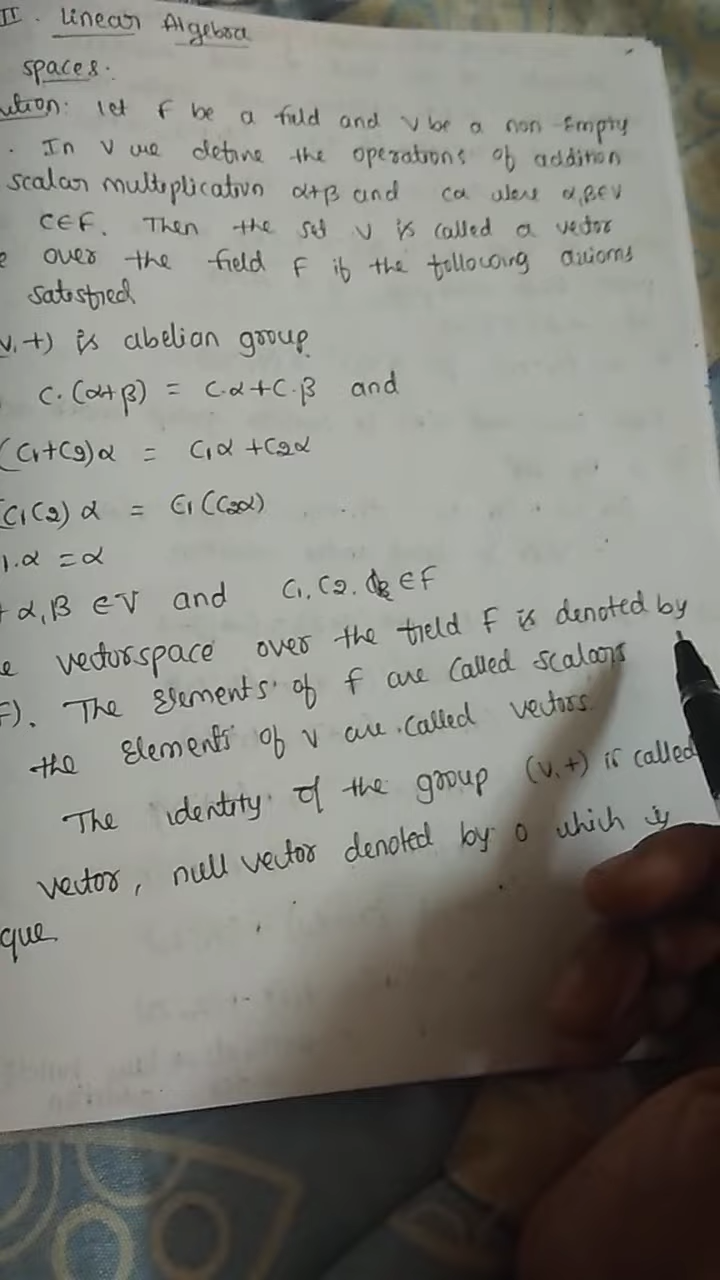 II. Linear Algebra
spaces.
ution: let F be a field and V be a non Empty
. In V we define the operations of addition
scalar multiplication α+β and cα where α,β∈V
C∈F. Then the set V is called a vector
e over the field F if the following axioms
satisfied
V,+) is abelian group.
C.(α+β) = C.α+C.β and
(C1+C2)α = C1α +C2α
(C1C2) α = C1 (C2α)
1.α = α
α,β ∈V and C1, C2, ∈F
e vectorspace over the field F is denoted by
F). The Elements of F are called scalars
the Elements of V are called vectors.
The identity of the group (V,+) is called
vector, null vector denoted by 0 which is
que